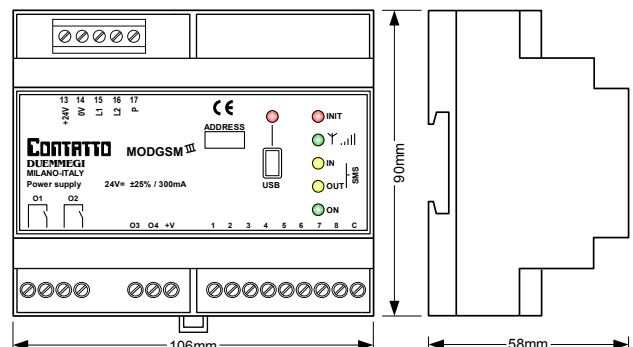 13 14 15 16 17
+24V 0V L1 L2 P
CE
ADDRESS
INIT
CONTATTO
DUEMMEGI
MILANO-ITALY
MODGSM III
USB
IN
OUT
SMS
ON
Power supply 24V= ±25% / 300mA
O1 O2
O3 O4 +V 1 2 3 4 5 6 7 8 C
90mm
106mm
58mm